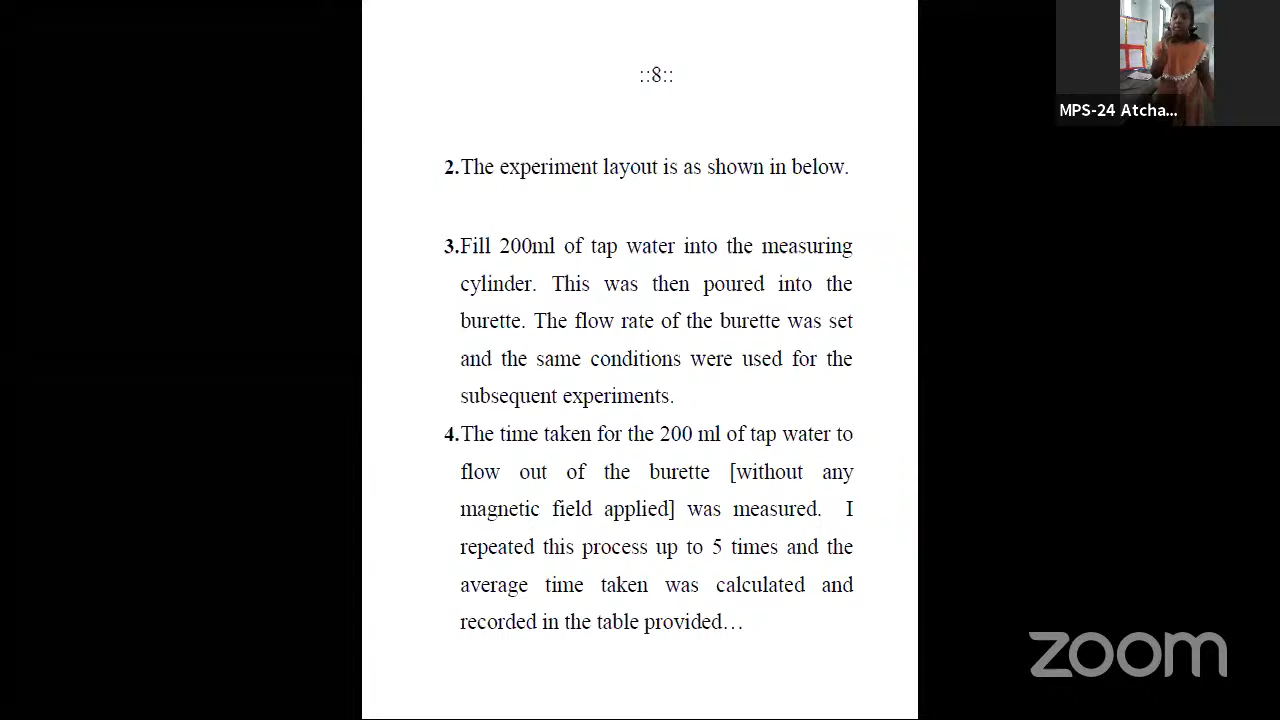 ::8::
MPS-24 Atcha...
2.The experiment layout is as shown in below.
3.Fill 200ml of tap water into the measuring
cylinder. This was then poured into the
burette. The flow rate of the burette was set
and the same conditions were used for the
subsequent experiments.
4.The time taken for the 200 ml of tap water to
flow out of the burette [without any
magnetic field applied] was measured. I
repeated this process up to 5 times and the
average time taken was calculated and
recorded in the table provided…
zoom